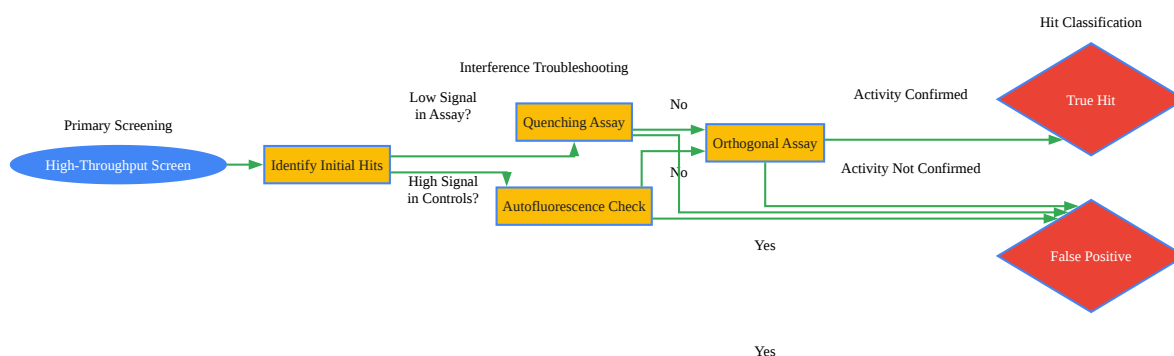 Hit Classification
Interference Troubleshooting
Primary Screening
Low Signal
in Assay?
Activity Confirmed
True Hit
High-Throughput Screen
Identify Initial Hits
Quenching Assay
No
Orthogonal Assay
High Signal
in Controls?
Autofluorescence Check
No
Activity Not Confirmed
Yes
False Positive
Yes